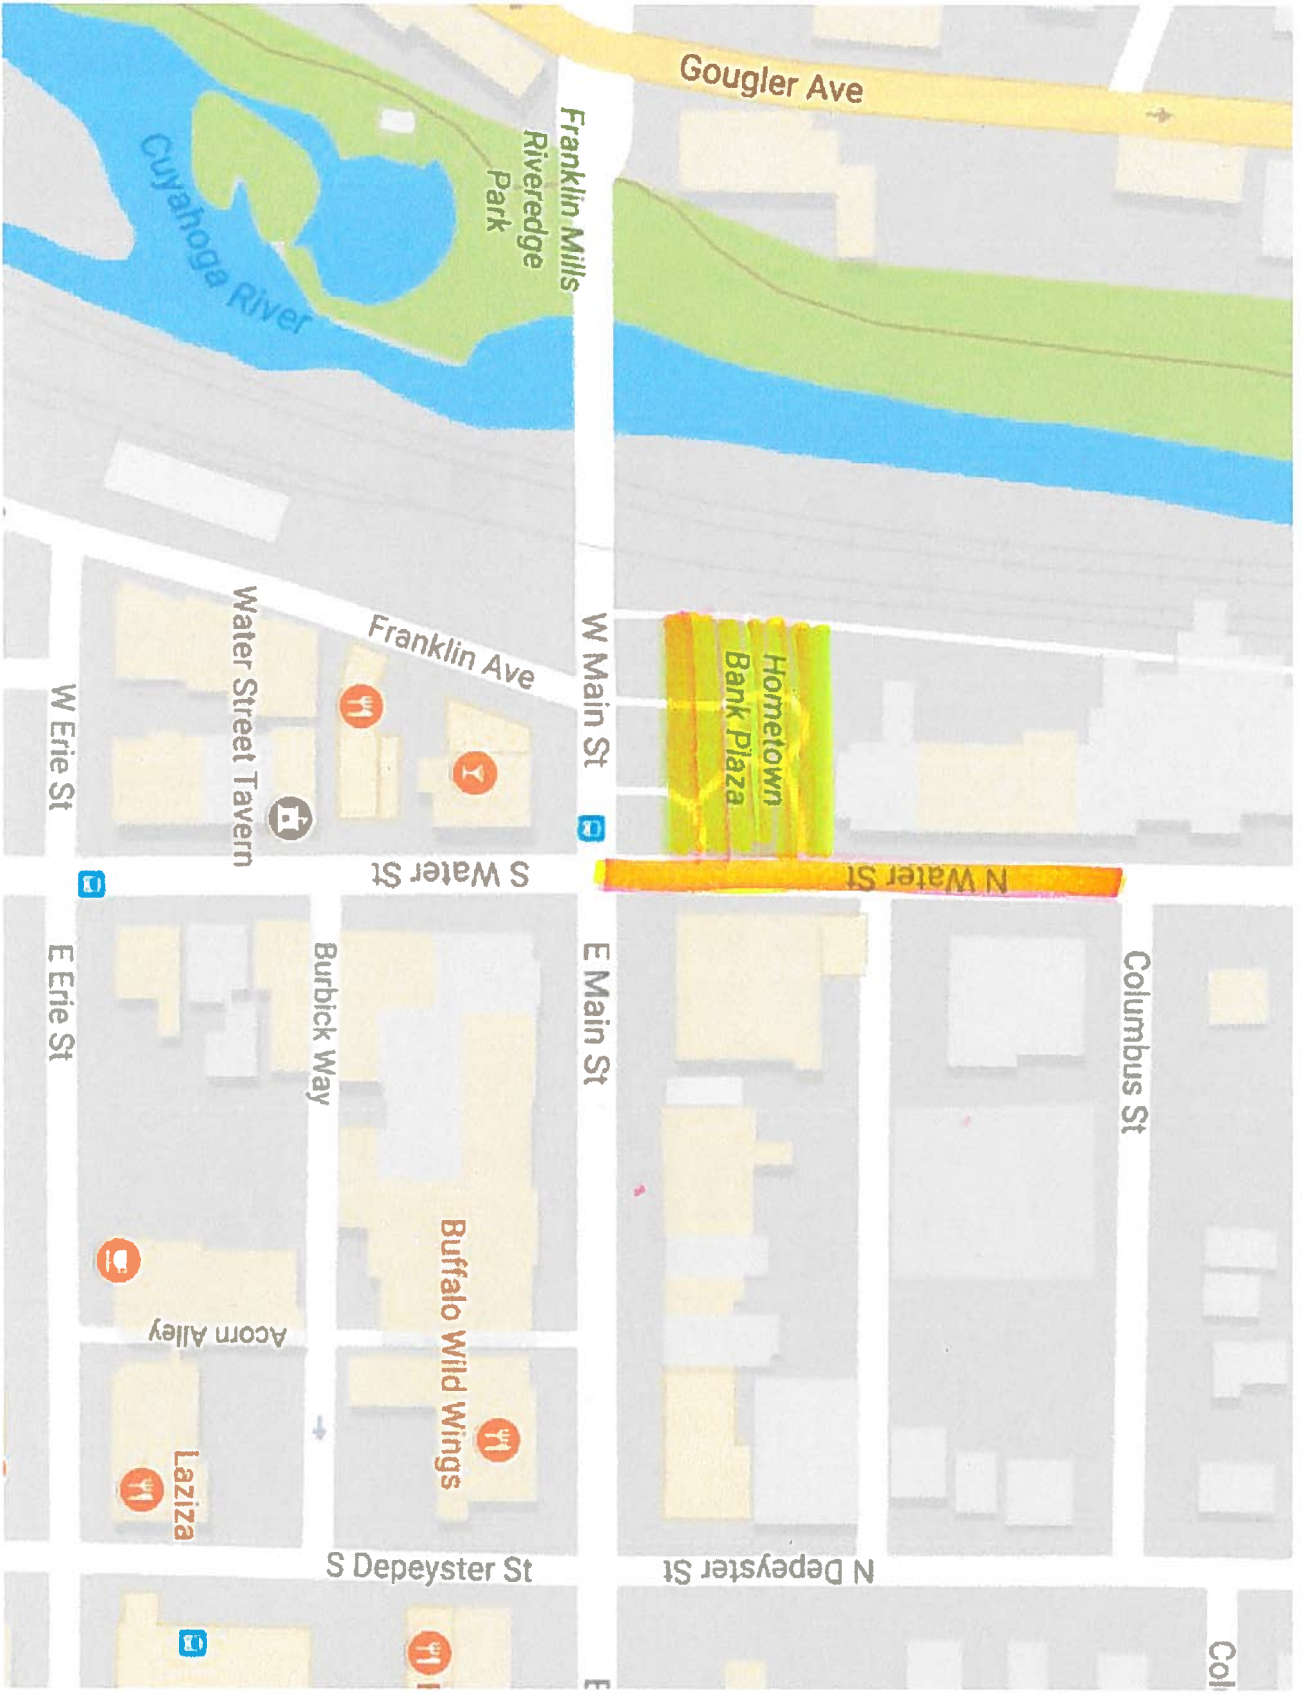 Gougler Ave
Franklin Mills
Riveredge
Park
Cuyahoga River
Water Street Tavern
Franklin Ave
W Main St
Hometown
Bank Plaza
W Erie St
S Water St
N Water St
E Erie St
Burbick Way
E Main St
Columbus St
Buffalo Wild Wings
Acorn Alley
Laziza
S Depeyster St
N Depeyster St
Col
E